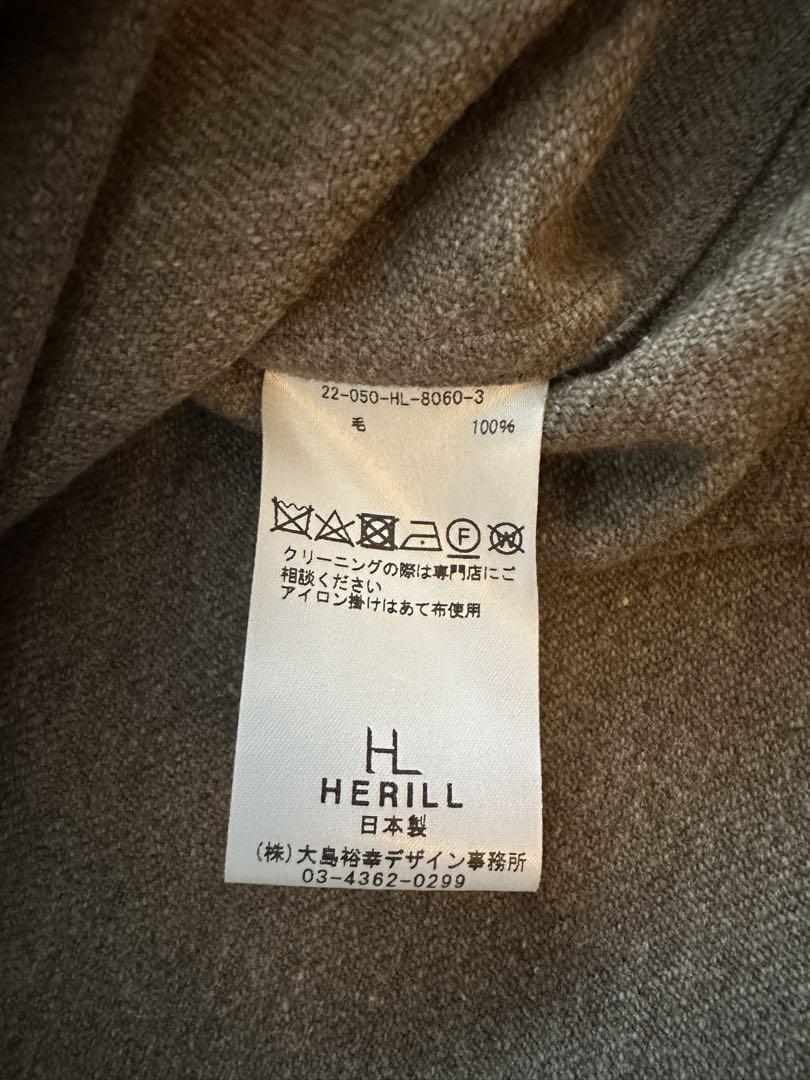 22-050-HL-8060-3
毛 100%
F W
クリーニングの際は専門店にご
相談ください
アイロン掛けはあて布使用
HL
HERILL
日本製
(株)大島裕幸デザイン事務所
03-4362-0299